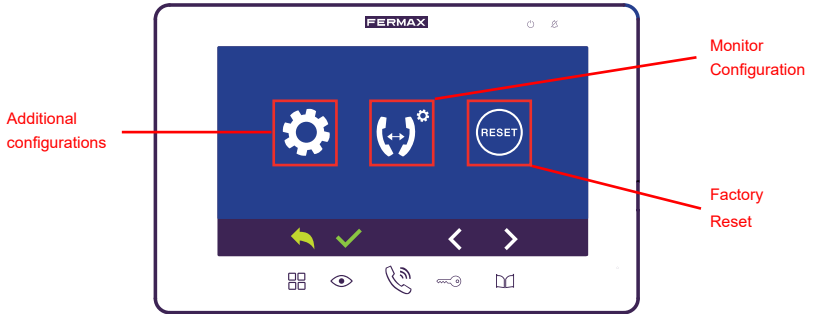 FERMAX
Monitor
Configuration
Additional
configurations
RESET
Factory
Reset